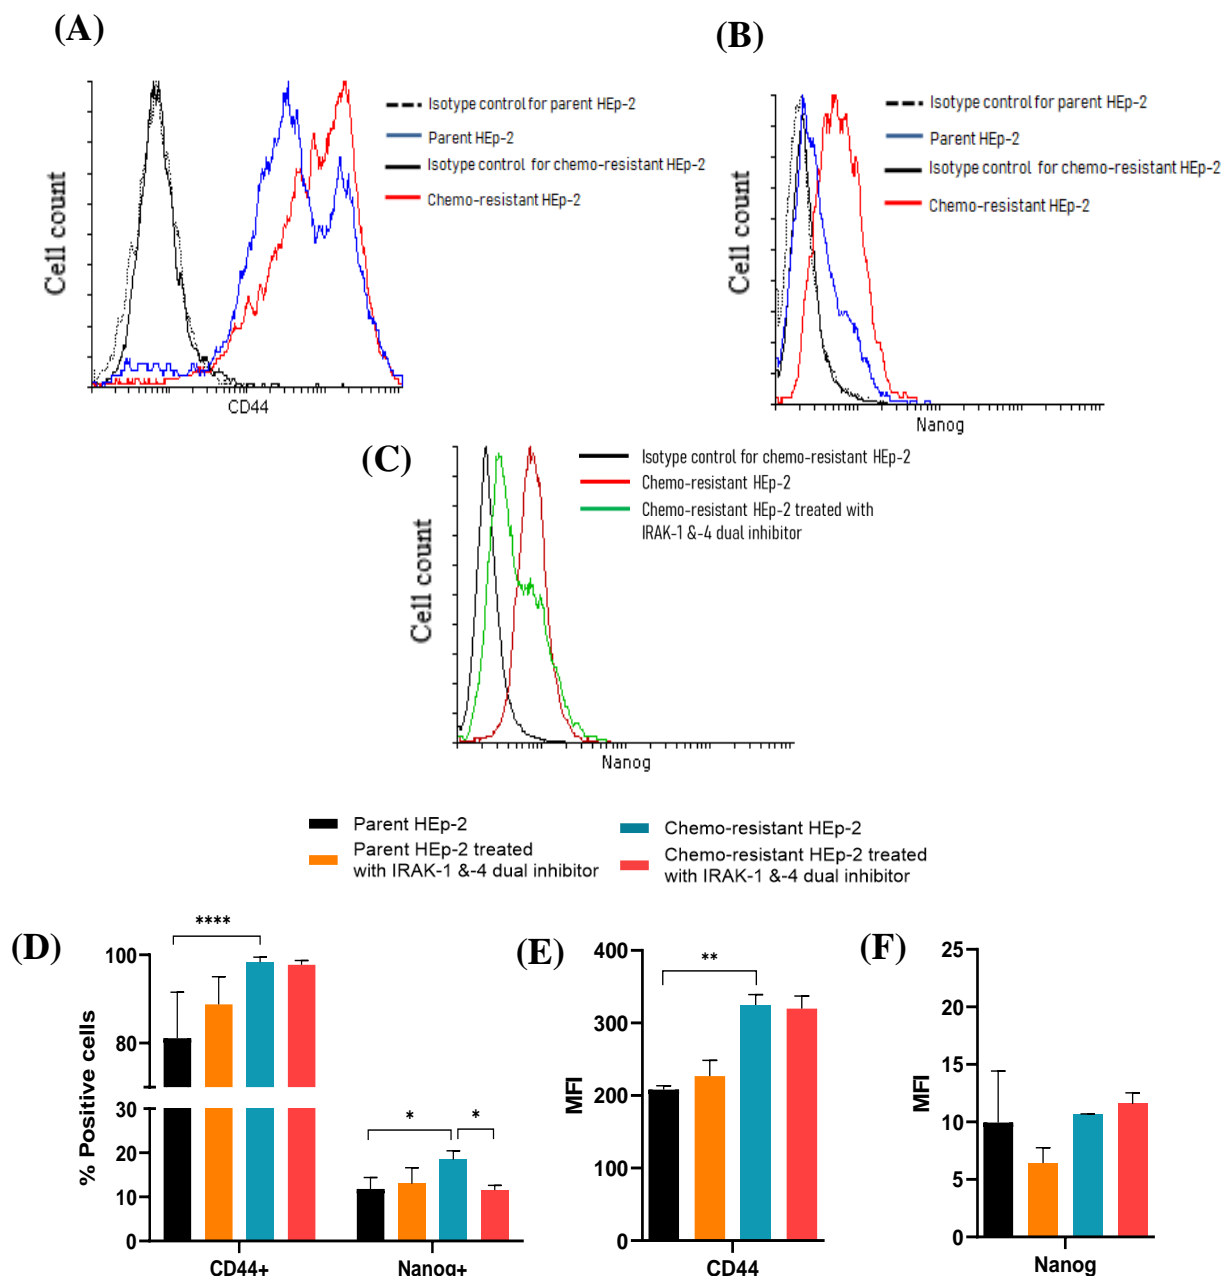 (A)
Cell count
CD44
Isotype control for parent HEp-2
Parent HEp-2
Isotype control for chemo-resistant HEp-2
Chemo-resistant HEp-2
(B)
Cell count
Nanog
Isotype control for parent HEp-2
Parent HEp-2
Isotype control for chemo-resistant HEp-2
Chemo-resistant HEp-2
(C)
Cell count
Nanog
Isotype control for chemo-resistant HEp-2
Chemo-resistant HEp-2
Chemo-resistant HEp-2 treated with
IRAK-1 &-4 dual inhibitor
Parent HEp-2
Parent HEp-2 treated
with IRAK-1 &-4 dual inhibitor
Chemo-resistant HEp-2
Chemo-resistant HEp-2 treated
with IRAK-1 &-4 dual inhibitor
(D)
% Positive cells
100
80
30
20
10
0
****
*
*
CD44+
Nanog+
(E)
MFI
400
300
200
100
0
**
CD44
(F)
MFI
25
20
15
10
5
0
Nanog